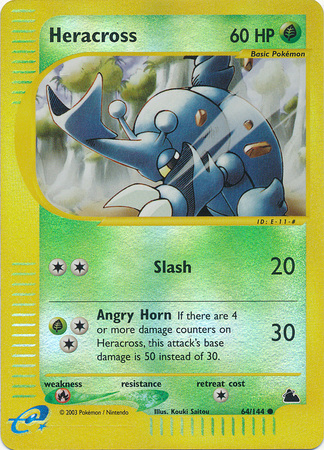 Heracross 60 HP
Basic Pokémon
ID: E-11-#
Slash 20
Angry Horn If there are 4
or more damage counters on
Heracross, this attack's base
damage is 50 instead of 30.
30
weakness resistance retreat cost
e © 2003 Pokémon / Nintendo Illus. Kouki Saitou 64/144 ●